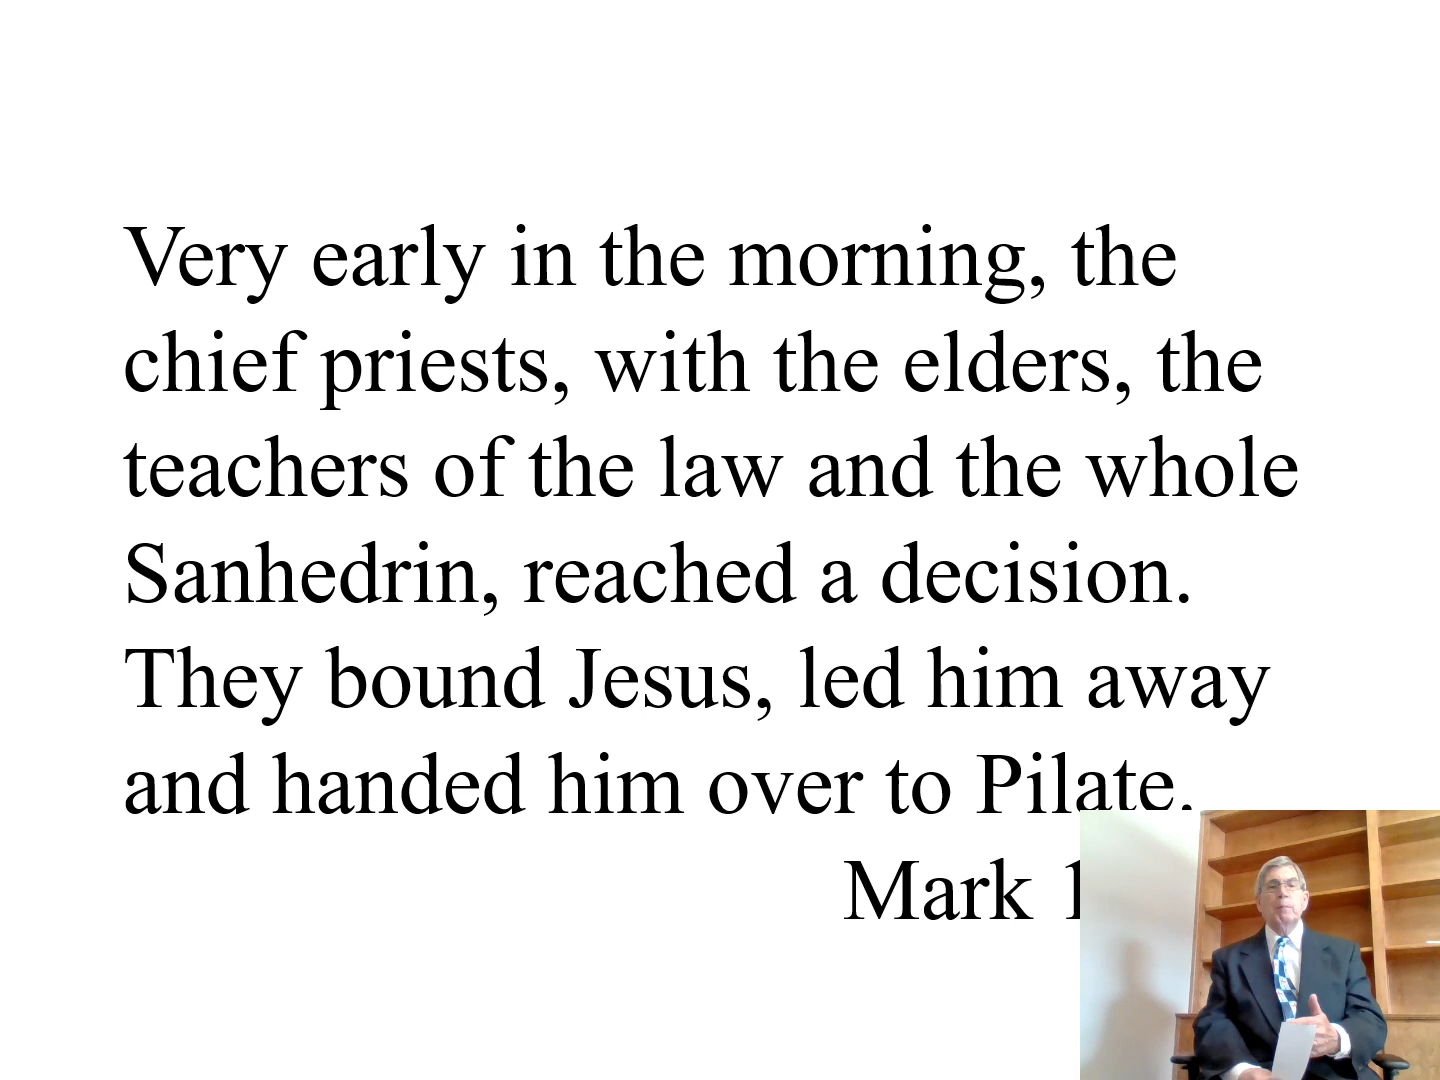 Very early in the morning, the
chief priests, with the elders, the
teachers of the law and the whole
Sanhedrin, reached a decision.
They bound Jesus, led him away
and handed him over to Pilate.
Mark